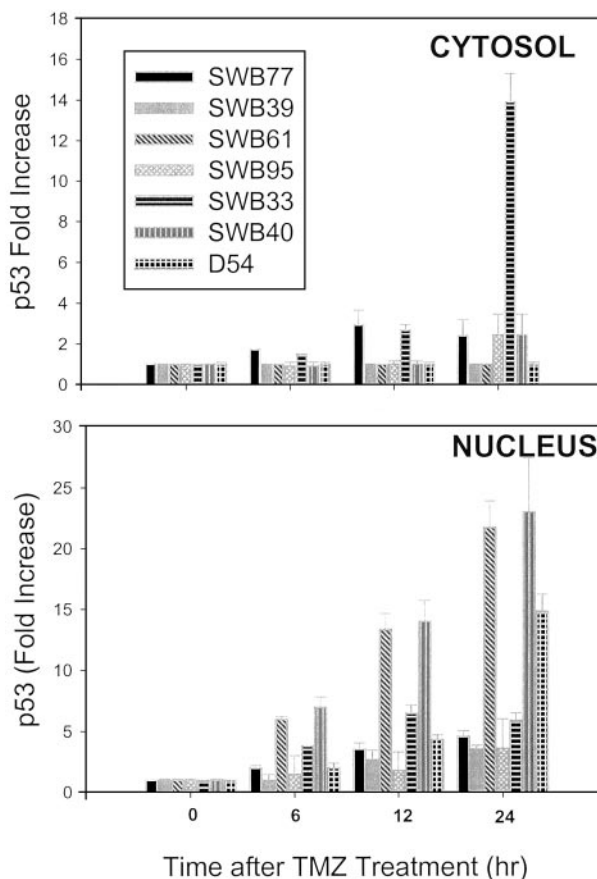 18
16
14
12
10
8
6
4
2
0
p53 Fold Increase
CYTOSOL
SWB77
SWB39
SWB61
SWB95
SWB33
SWB40
D54
30
25
20
15
10
5
0
p53 (Fold Increase)
NUCLEUS
0 6 12 24
Time after TMZ Treatment (hr)